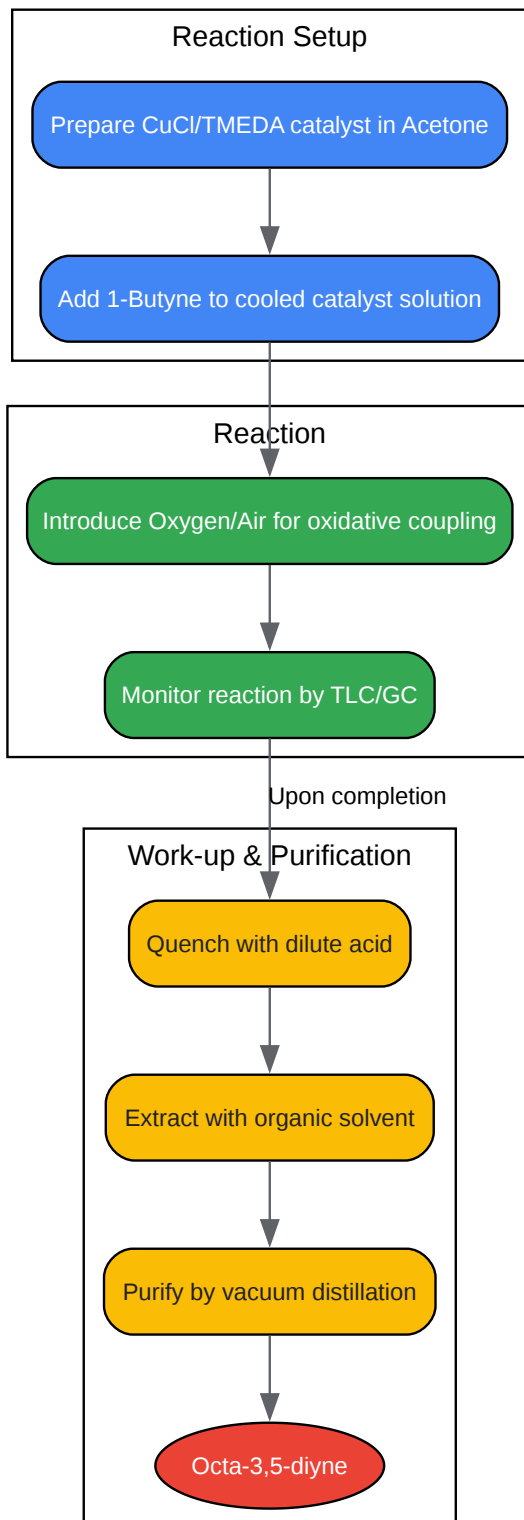 Reaction Setup
Prepare CuCl/TMEDA catalyst in Acetone
Add 1-Butyne to cooled catalyst solution
Reaction
Introduce Oxygen/Air for oxidative coupling
Monitor reaction by TLC/GC
Upon completion
Work-up & Purification
Quench with dilute acid
Extract with organic solvent
Purify by vacuum distillation
Octa-3,5-diyne